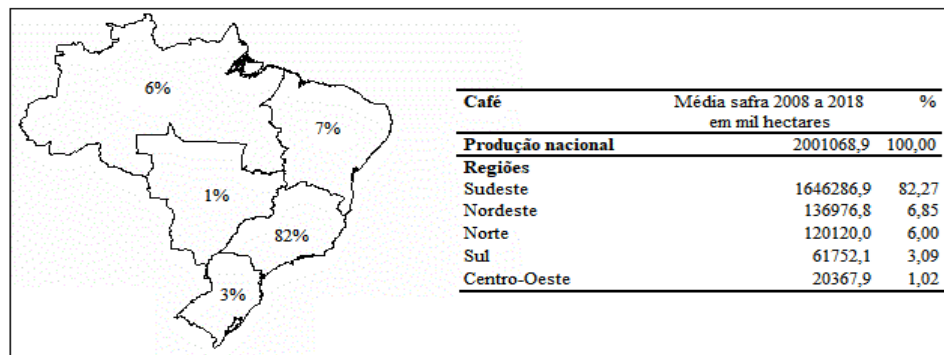 6%
7%
1%
82%
3%
Café Média safra 2008 a 2018 %
em mil hectares
Produção nacional 2001068,9 100,00
Regiões
Sudeste 1646286,9 82,27
Nordeste 136976,8 6,85
Norte 120120,0 6,00
Sul 61752,1 3,09
Centro-Oeste 20367,9 1,02